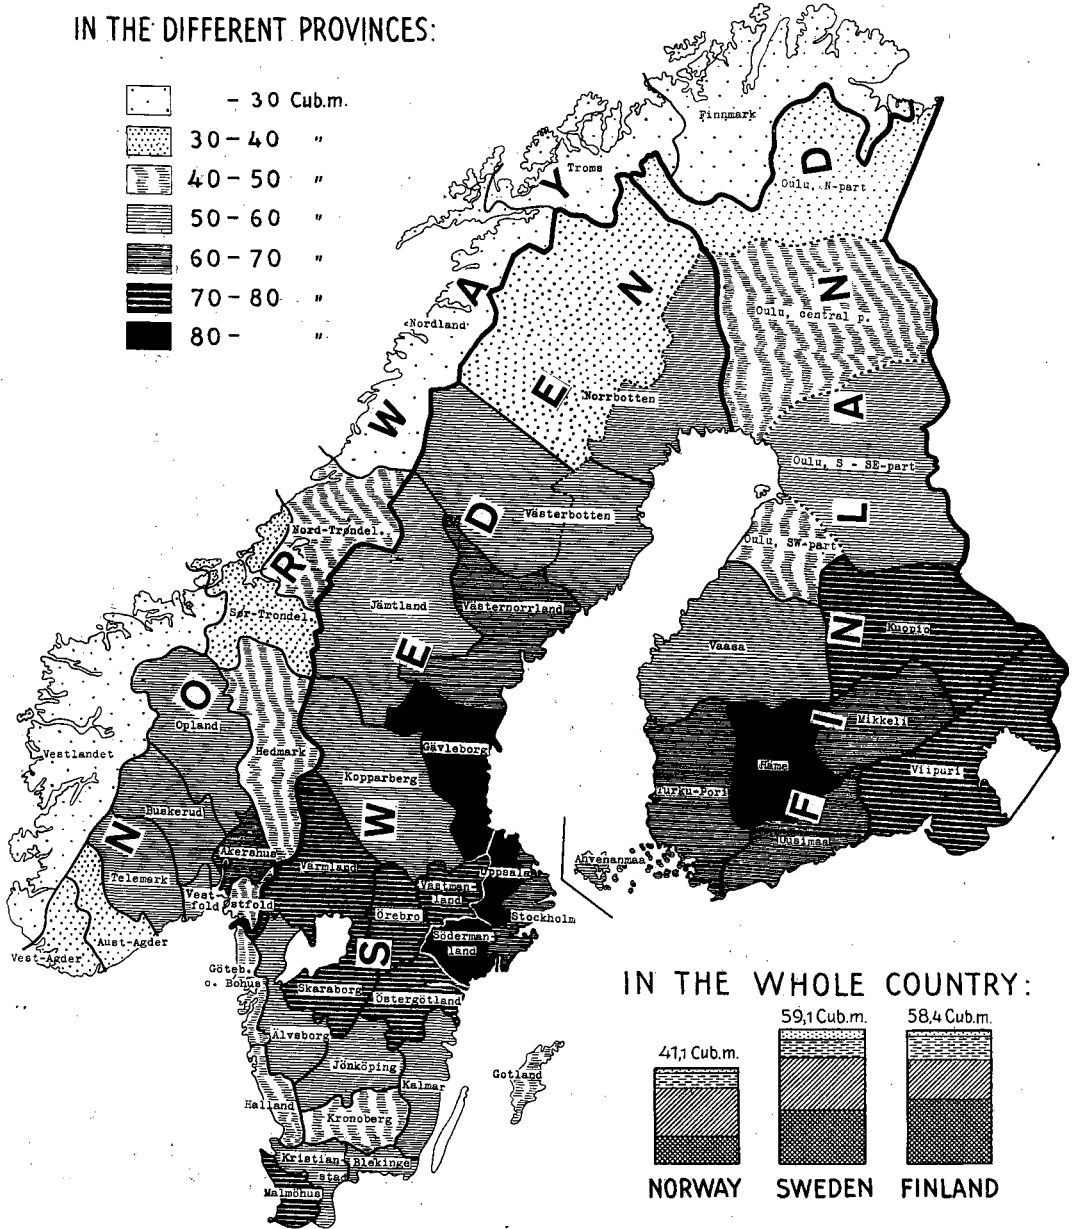 IN THE DIFFERENT PROVINCES:
- 30 Cub.m.
30 - 40 "
40 - 50 "
50 - 60 "
60 - 70 "
70 - 80 "
80 - "
NORWAY
SWEDEN
FINLAND
Finnmark
Troms
Oulu, N-part
Nordland
Oulu, central p.
Norrbotten
Oulu, S - SE-part
Västerbotten
Nord-Trøndel.
Oulu, SW-part
Sør-Trøndel.
Jämtland
Västernorrland
Kuopio
Vaasa
Opland
Mikkeli
Vestlandet
Hedmark
Gävleborg
Häme
Viipuri
Kopparberg
Turku-Pori
Buskerud
Uusimaa
Akershus
Värmland
Ahvenanmaa
Telemark
Uppsala
Västman-
land
Vest-
fold
Østfold
Örebro
Stockholm
Söderman-
land
Aust-Agder
Vest-Agder
Göteb.
o. Bohus
Skaraborg
Östergötland
Älvsborg
Jönköping
Gotland
Kalmar
Halland
Kronoberg
Kristian-
stad
Blekinge
Malmöhus
IN THE WHOLE COUNTRY:
59,1 Cub.m.
58,4 Cub.m.
41,1 Cub.m.
NORWAY
SWEDEN
FINLAND